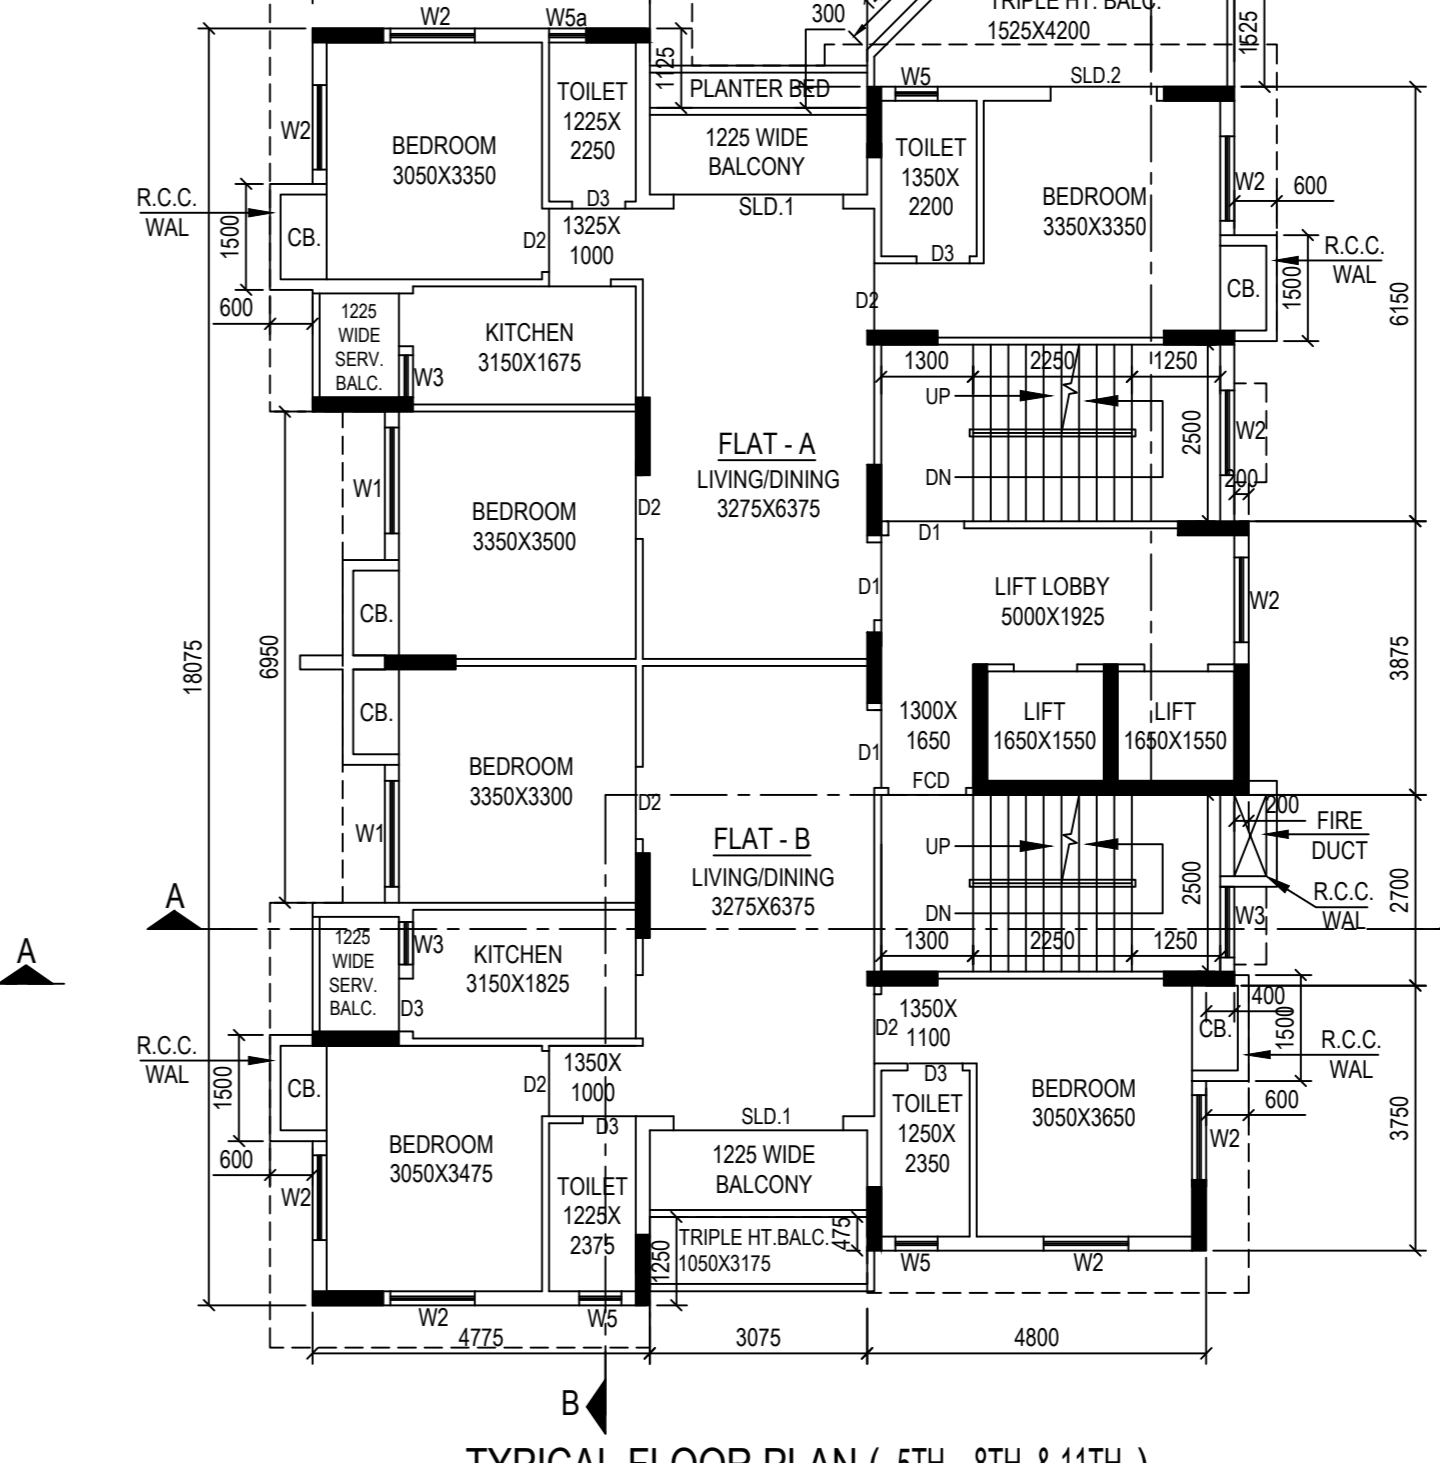 W2
W5a
300
TRIPLE HT. BALC.
1525X4200
1525
1125
TOILET
1225X
2250
PLANTER BED
W5
SLD.2
W2
BEDROOM
3050X3350
1225 WIDE
BALCONY
TOILET
1350X
2200
BEDROOM
3350X3350
W2
600
R.C.C.
WAL
1500
CB.
D3
SLD.1
D2
1325X
1000
D3
R.C.C.
WAL
CB.
1500
6150
D2
600
1225
WIDE
SERV.
BALC.
KITCHEN
3150X1675
W3
1300
2250
1250
UP
DN
2500
W2
200
FLAT - A
LIVING/DINING
3275X6375
W1
BEDROOM
3350X3500
D2
D1
D1
LIFT LOBBY
5000X1925
W2
CB.
18075
6950
3875
CB.
1300X
1650
LIFT
1650X1550
LIFT
1650X1550
D1
FCD
BEDROOM
3350X3300
D2
W1
FLAT - B
LIVING/DINING
3275X6375
UP
DN
2500
200
FIRE
DUCT
R.C.C.
WAL
2700
W3
A
A
1225
WIDE
SERV.
BALC.
W3
KITCHEN
3150X1825
D3
1300
2250
1250
D2
1350X
1100
CB.
400
1500
R.C.C.
WAL
R.C.C.
WAL
1500
CB.
D2
1350X
1000
D3
SLD.1
D3
TOILET
1250X
2350
BEDROOM
3050X3650
600
W2
3750
BEDROOM
3050X3475
600
W2
TOILET
1225X
2375
1225 WIDE
BALCONY
TRIPLE HT.BALC.
1050X3175
475
1250
W5
W2
W2
W5
4775
3075
4800
B
TYPICAL FLOOR PLAN ( 5TH, 8TH & 11TH )